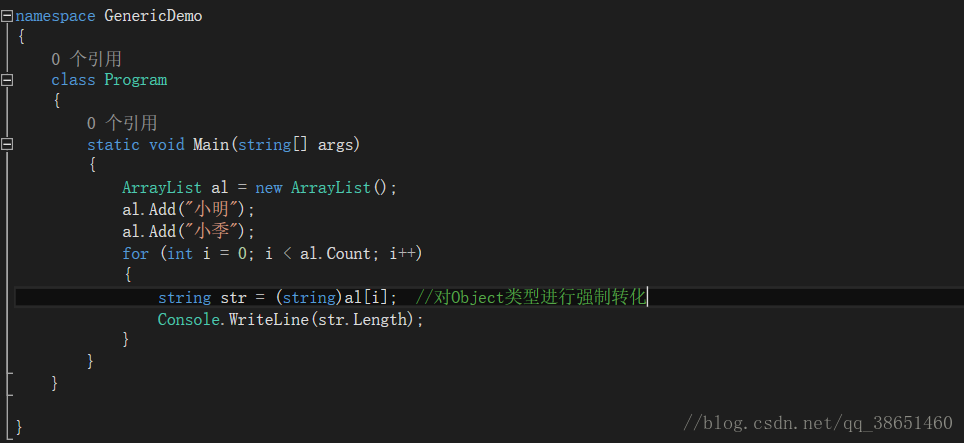 namespace GenericDemo
{
0 个引用
class Program
{
0 个引用
static void Main(string[] args)
{
ArrayList al = new ArrayList();
al.Add("小明");
al.Add("小季");
for (int i = 0; i < al.Count; i++)
{
string str = (string)al[i];  //对Object类型进行强制转化
Console.WriteLine(str.Length);
}
}
}
}
//blog.csdn.net/qq_38651460